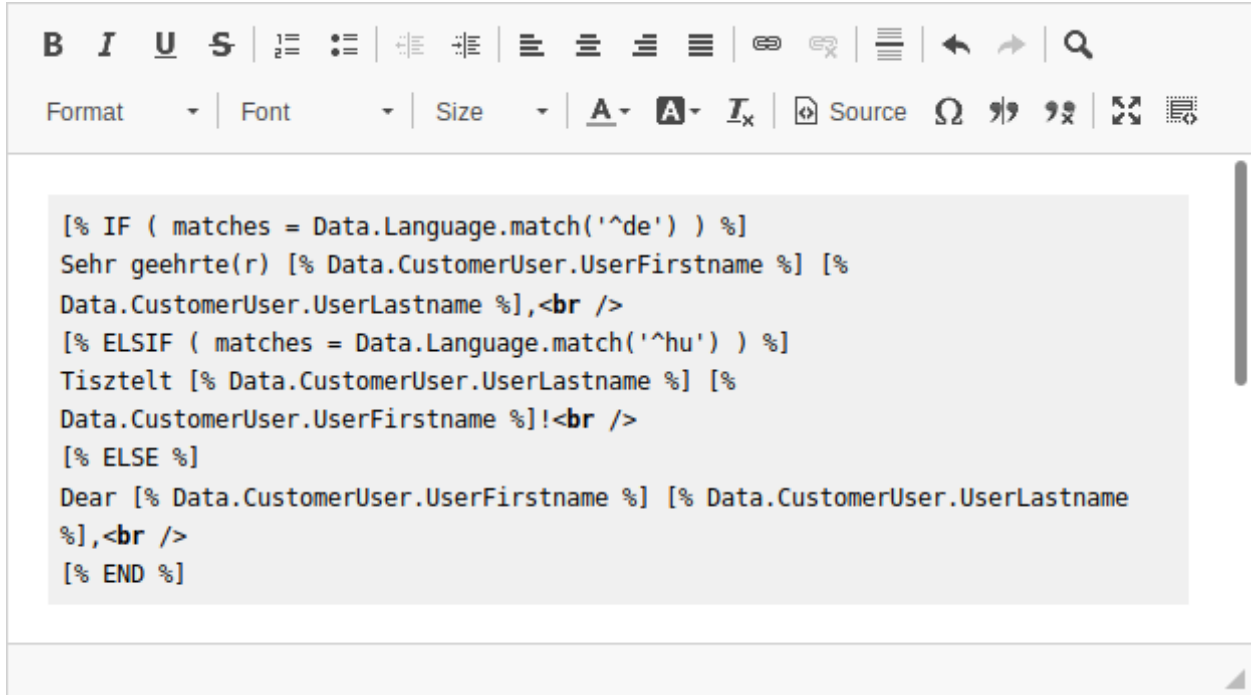 B I U S
Format Font Size A A Ix Source Ω
[% IF ( matches = Data.Language.match('^de') ) %]
Sehr geehrte(r) [% Data.CustomerUser.UserFirstname %] [%
Data.CustomerUser.UserLastname %],<br />
[% ELSIF ( matches = Data.Language.match('^hu') ) %]
Tisztelt [% Data.CustomerUser.UserLastname %] [%
Data.CustomerUser.UserFirstname %]!<br />
[% ELSE %]
Dear [% Data.CustomerUser.UserFirstname %] [% Data.CustomerUser.UserLastname
%],<br />
[% END %]